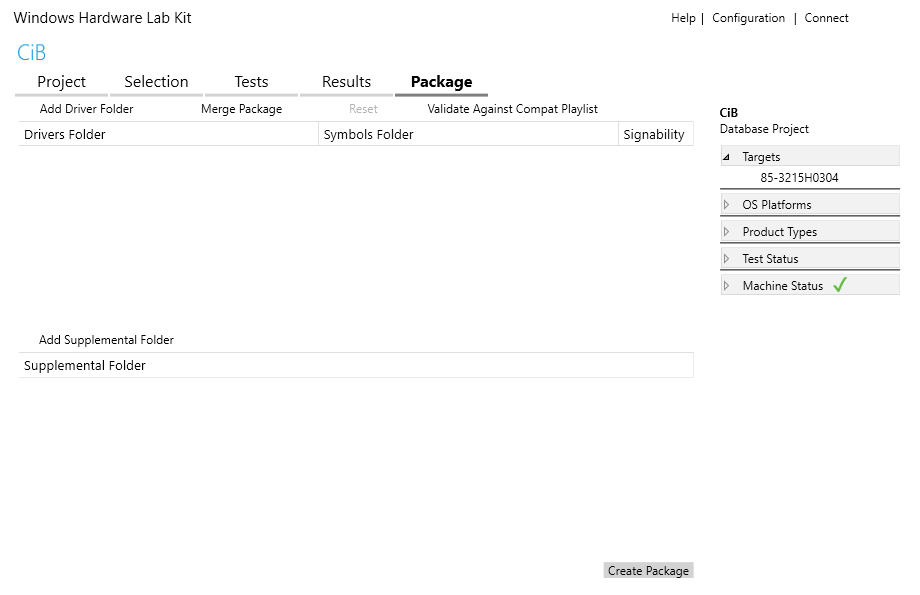 Windows Hardware Lab Kit
Help | Configuration | Connect
CiB
Project Selection Tests Results Package
Add Driver Folder Merge Package Reset Validate Against Compat Playlist
Drivers Folder Symbols Folder Signability
CiB
Database Project
Targets
85-3215H0304
OS Platforms
Product Types
Test Status
Machine Status
Add Supplemental Folder
Supplemental Folder
Create Package